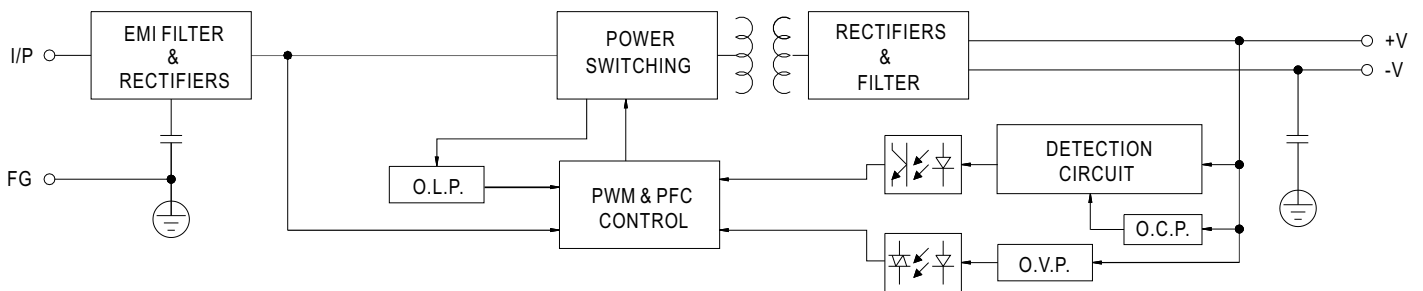 I/P
EMI FILTER
&
RECTIFIERS
POWER
SWITCHING
RECTIFIERS
&
FILTER
+V
-V
FG
O.L.P.
PWM & PFC
CONTROL
DETECTION
CIRCUIT
O.C.P.
O.V.P.